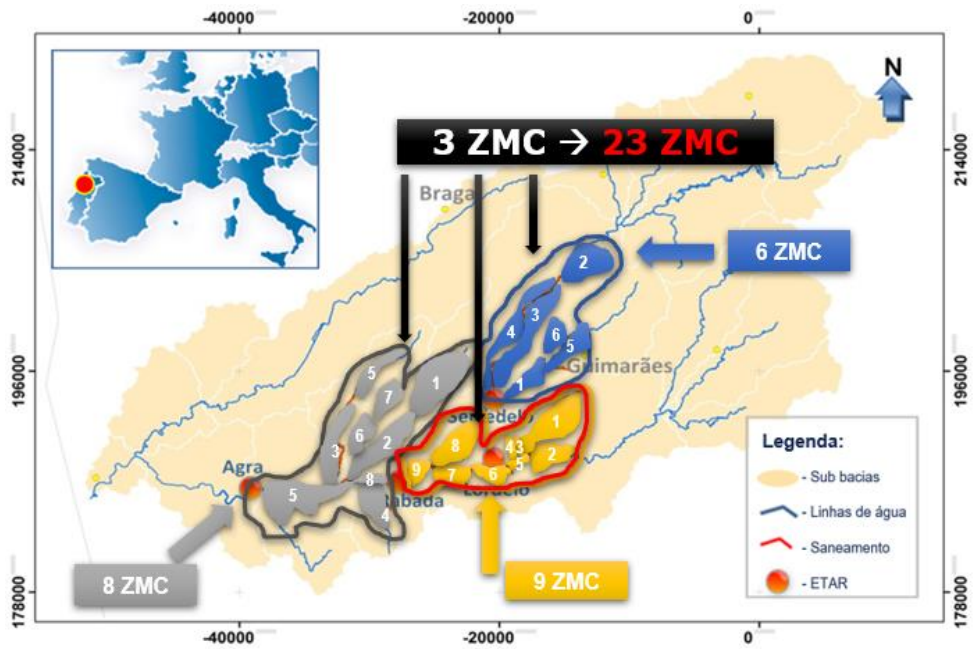 -40000
-20000
0
N
3 ZMC → 23 ZMC
214000
214000
Braga
6 ZMC
2
3
4
6
5
Guimarães
1
196000
196000
5
1
7
6
2
3
8
5
4
Serzedelo
1
8
4
3
2
5
9
7
6
Lordelo
Agra
Rabada
Legenda:
- Sub bacias
- Linhas de água
- Saneamento
- ETAR
8 ZMC
9 ZMC
178000
178000
-40000
-20000
0